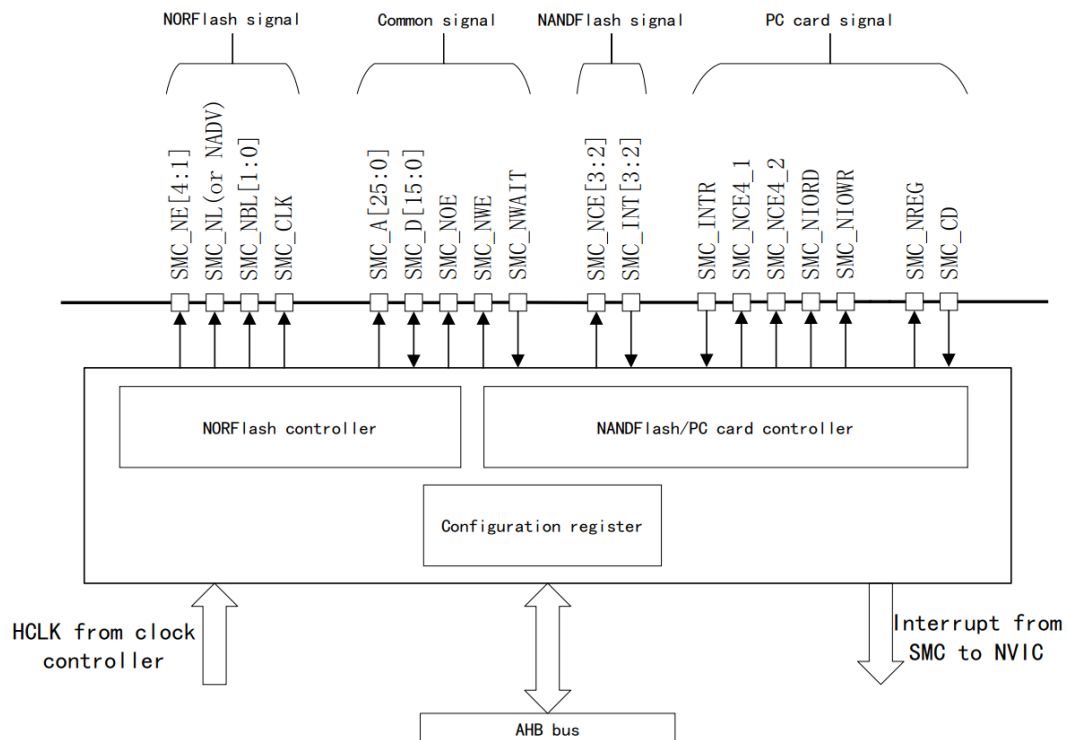 NORFlash signal
Common signal
NANDFlash signal
PC card signal
SMC_NE[4:1]
SMC_NL(or NADV)
SMC_NBL[1:0]
SMC_CLK
SMC_A[25:0]
SMC_D[15:0]
SMC_NOE
SMC_NWE
SMC_NWAIT
SMC_NCE[3:2]
SMC_INT[3:2]
SMC_INTR
SMC_NCE4_1
SMC_NCE4_2
SMC_NIORD
SMC_NIOWR
SMC_NREG
SMC_CD
NORFlash controller
NANDFlash/PC card controller
Configuration register
HCLK from clock
controller
Interrupt from
SMC to NVIC
AHB bus